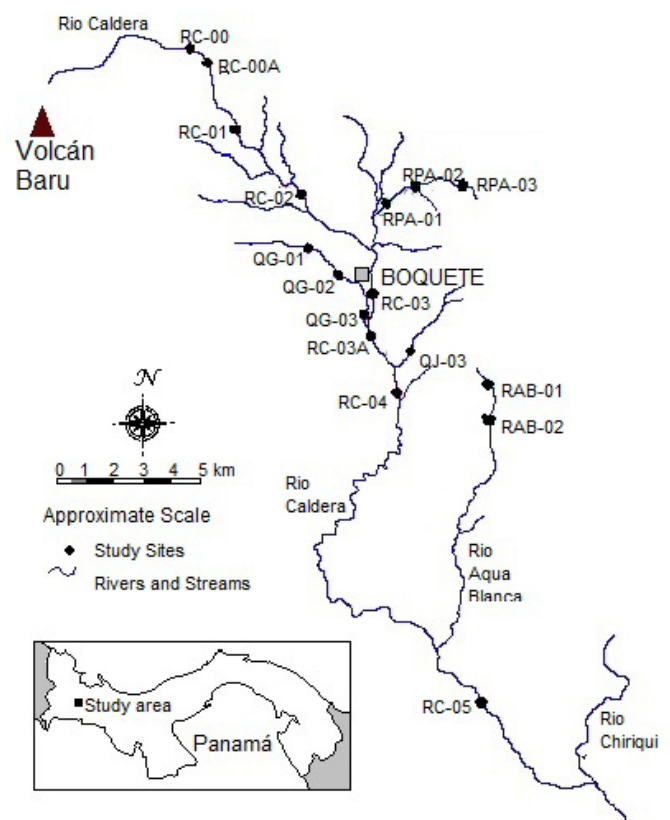 Rio Caldera
RC-00
RC-00A
RC-01
Volcán
Baru
RC-02
RPA-02
RPA-03
RPA-01
QG-01
QG-02
BOQUETE
RC-03
QG-03
RC-03A
QJ-03
RC-04
RAB-01
RAB-02
N
0 1 2 3 4 5 km
Approximate Scale
Study Sites
Rivers and Streams
Rio
Caldera
Rio
Aqua
Blanca
RC-05
Rio
Chiriqui
Study area
Panamá